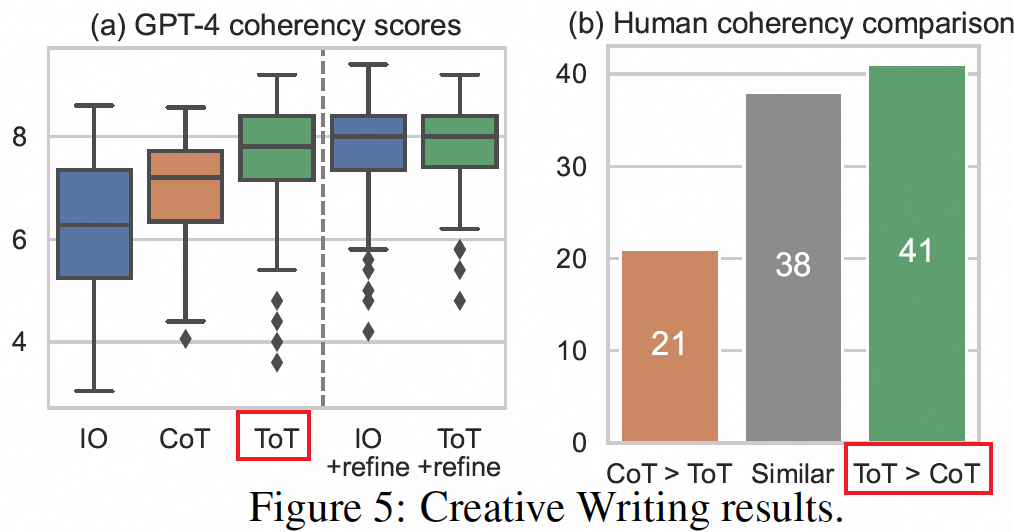 (a) GPT-4 coherency scores
8
6
4
IO CoT ToT IO ToT
+refine +refine
(b) Human coherency comparison
40
30
20
10
0
21
38
41
CoT > ToT Similar ToT > CoT
Figure 5: Creative Writing results.